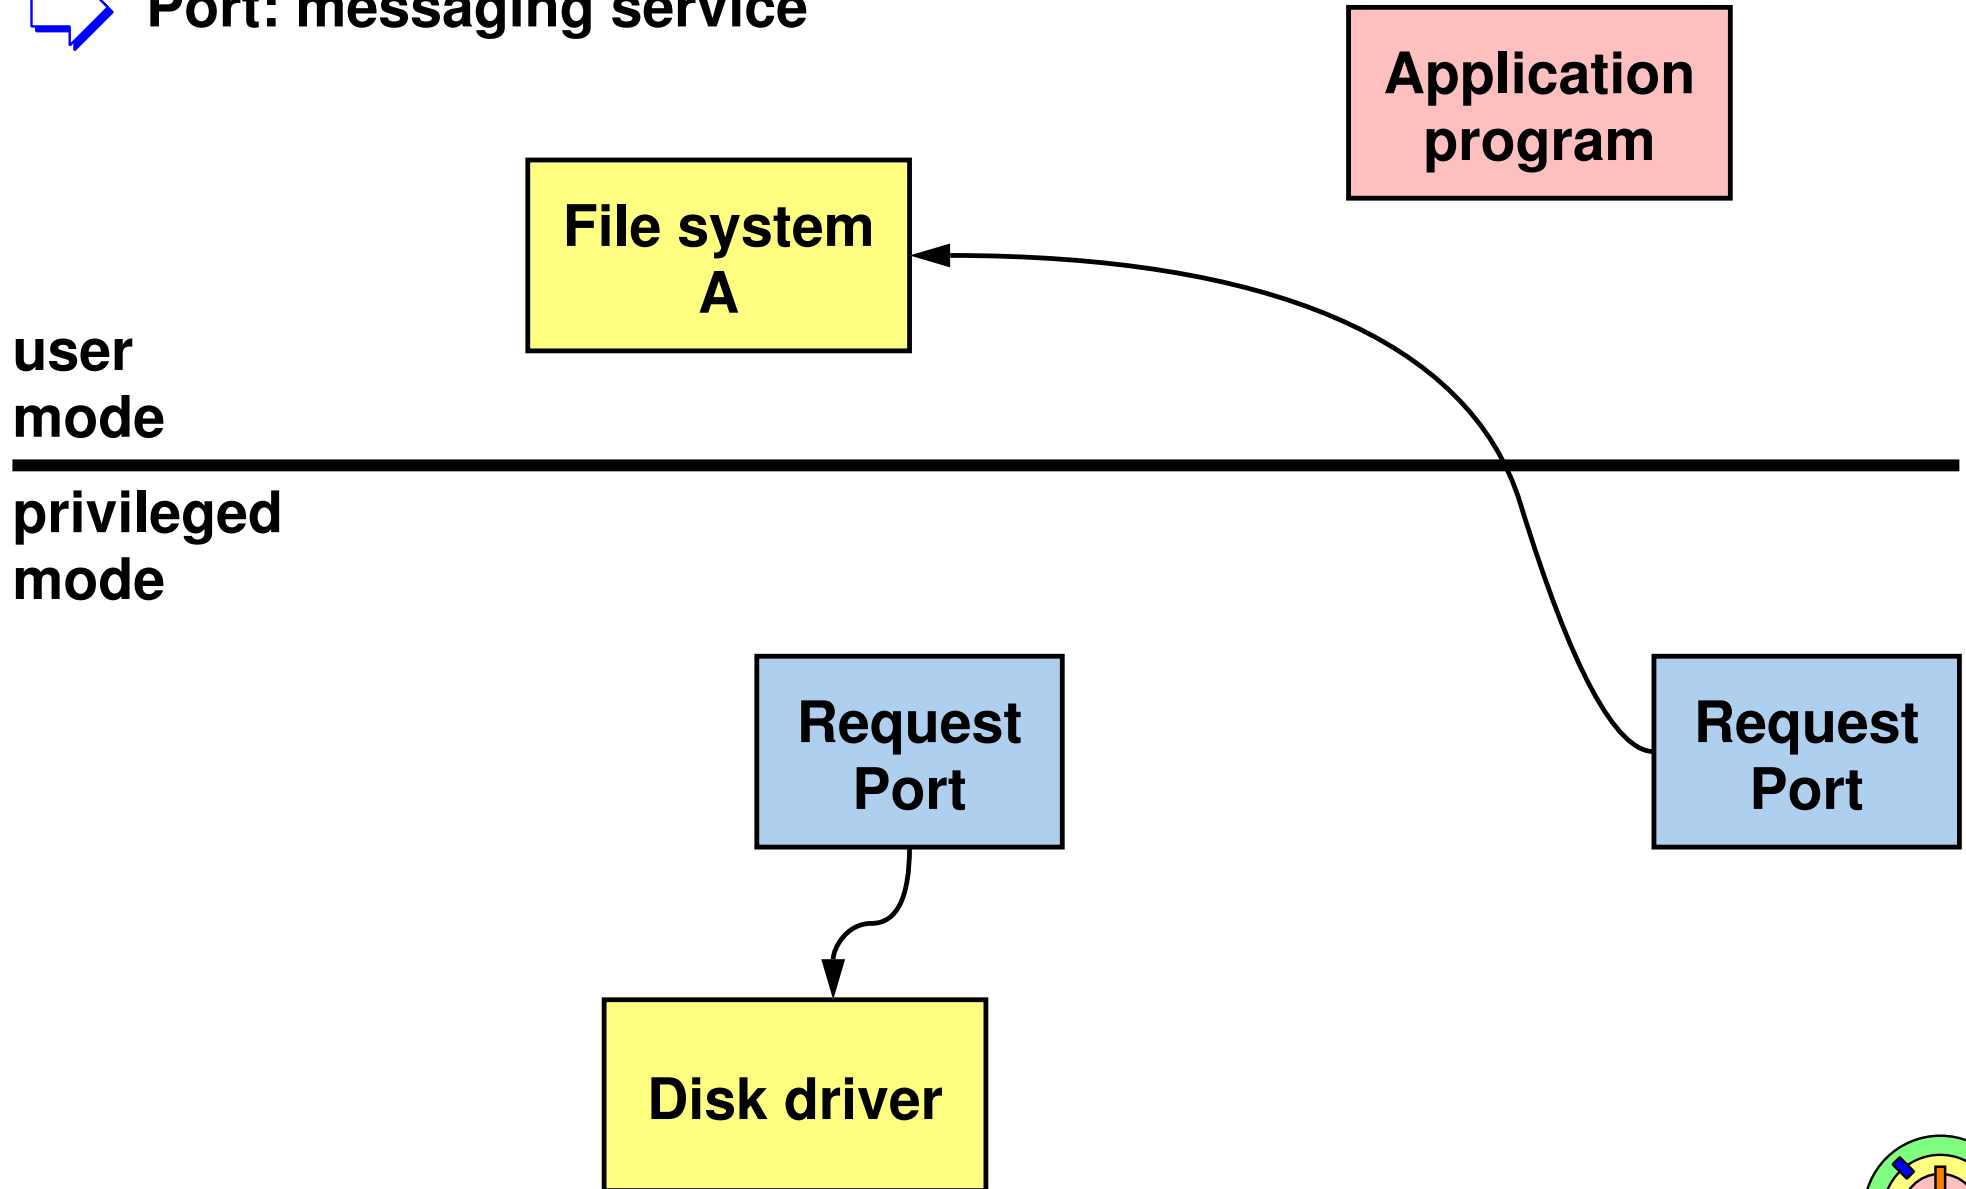 Port: messaging service
Application
program
File system
A
user
mode
privileged
mode
Request
Port
Request
Port
Disk driver